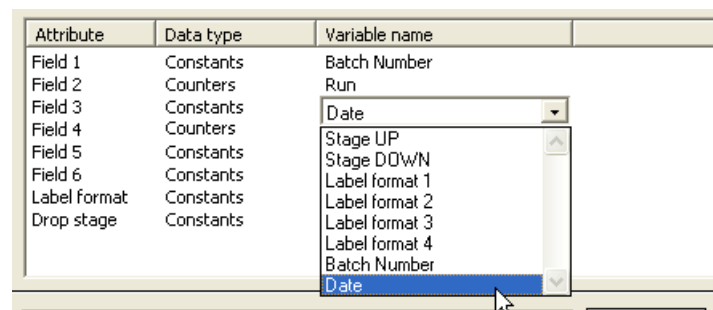 Attribute Data type Variable name
Field 1 Constants Batch Number
Field 2 Counters Run
Field 3 Constants Date
Field 4 Counters
Stage UP
Field 5 Constants
Stage DOWN
Field 6 Constants
Label format 1
Label format Constants
Label format 2
Drop stage Constants
Label format 3
Label format 4
Batch Number
Date